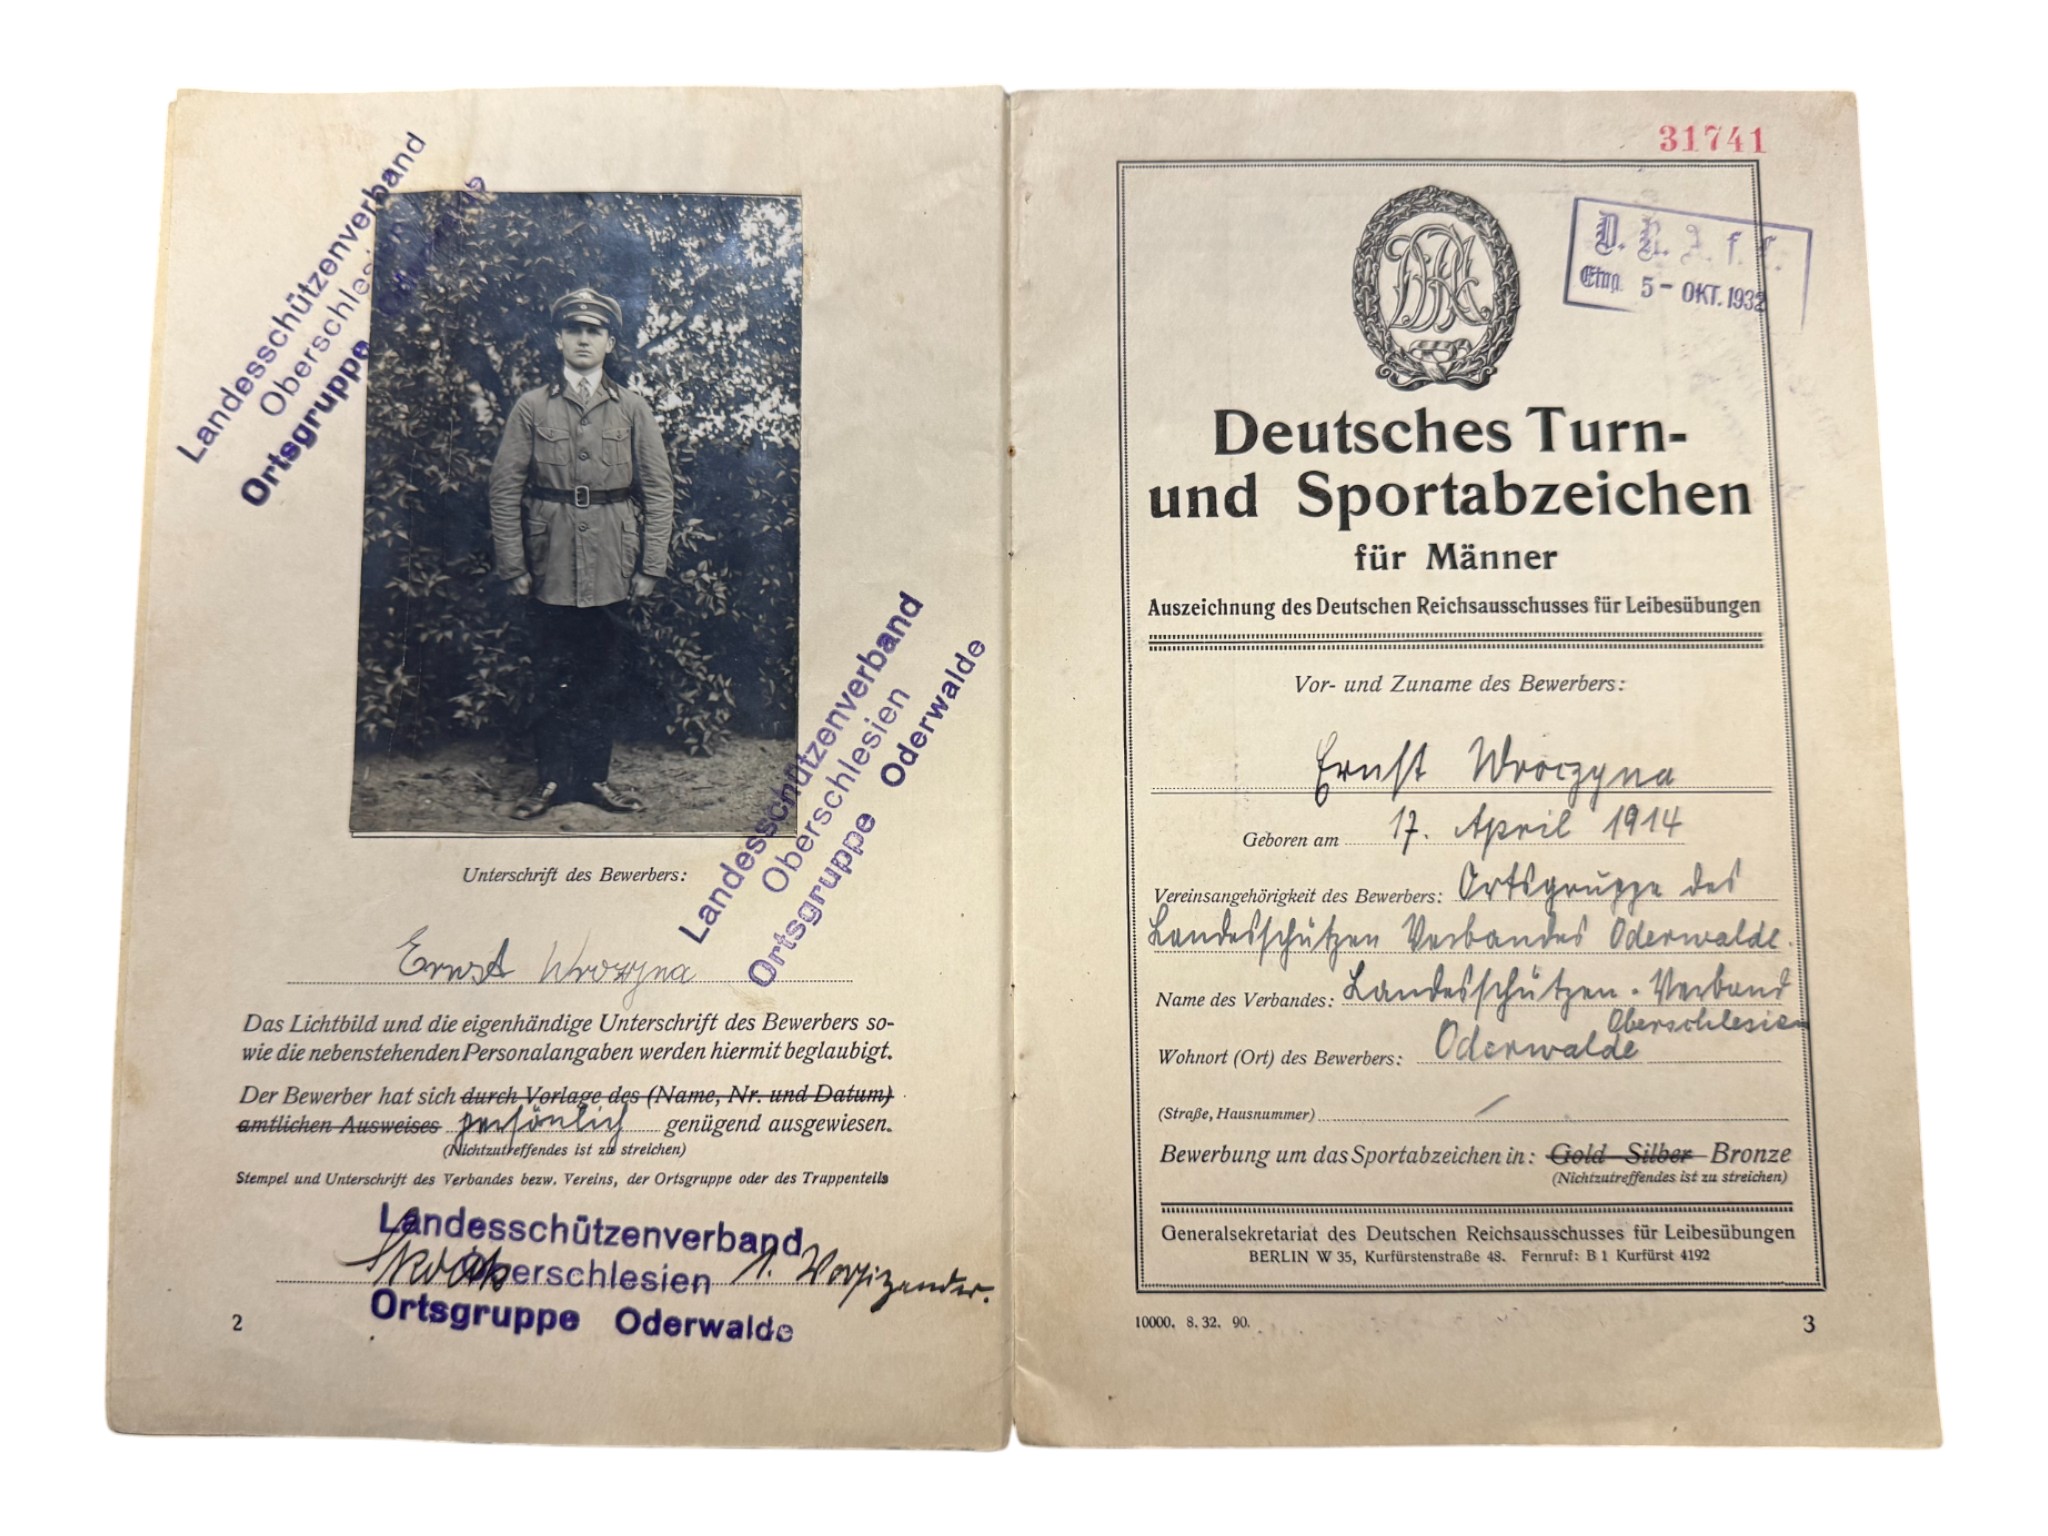 Landesschützenverband
Oberschlesien
Ortsgruppe Oderwalde
Landesschützenverband
Oberschlesien
Ortsgruppe Oderwalde
Unterschrift des Bewerbers:
Ernst Wrozyna
Das Lichtbild und die eigenhändige Unterschrift des Bewerbers so-
wie die nebenstehenden Personalangaben werden hiermit beglaubigt.
Der Bewerber hat sich durch Vorlage des (Name, Nr. und Datum)
amtlichen Ausweises persönlich genügend ausgewiesen.
(Nichtzutreffendes ist zu streichen)
Stempel und Unterschrift des Verbandes bezw. Vereins, der Ortsgruppe oder des Truppenteils
Landesschützenverband
Oberschlesien 1. Vorsitzender.
Ortsgruppe Oderwalde
2
31741
D. R. A. f. L.
Eing. 5 - OKT. 1932
DRA
Deutsches Turn-
und Sportabzeichen
für Männer
Auszeichnung des Deutschen Reichsausschusses für Leibesübungen
Vor- und Zuname des Bewerbers:
Ernst Wroczyna
Geboren am 17. April 1914
Vereinsangehörigkeit des Bewerbers: Ortsgruppe des
Landesschützen Verbandes Oderwalde.
Name des Verbandes: Landesschützen-Verband
Oberschlesien
Wohnort (Ort) des Bewerbers: Oderwalde
(Straße, Hausnummer)
Bewerbung um das Sportabzeichen in: Gold Silber Bronze
(Nichtzutreffendes ist zu streichen)
Generalsekretariat des Deutschen Reichsausschusses für Leibesübungen
BERLIN W 35, Kurfürstenstraße 48. Fernruf: B 1 Kurfürst 4192
10000. 8. 32. 90.
3